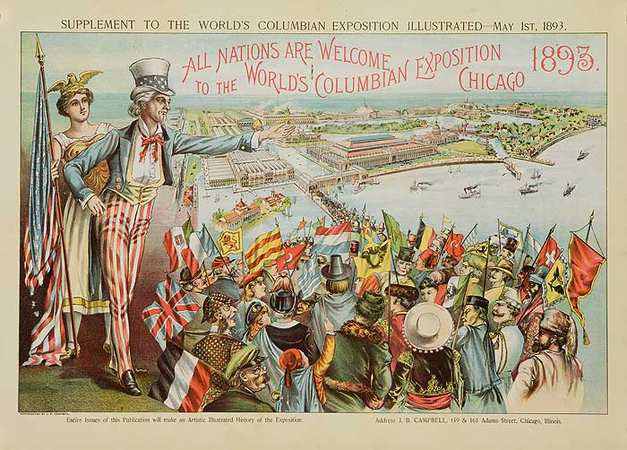 SUPPLEMENT TO THE WORLD'S COLUMBIAN EXPOSITION ILLUSTRATED—MAY 1ST, 1893.
ALL NATIONS ARE WELCOME
TO THE WORLD'S COLUMBIAN EXPOSITION
CHICAGO
1893.
Entire Issues of this Publication will make an Artistic Illustrated History of the Exposition.
Address J. B. CAMPBELL, 159 & 161 Adams Street, Chicago, Illinois.